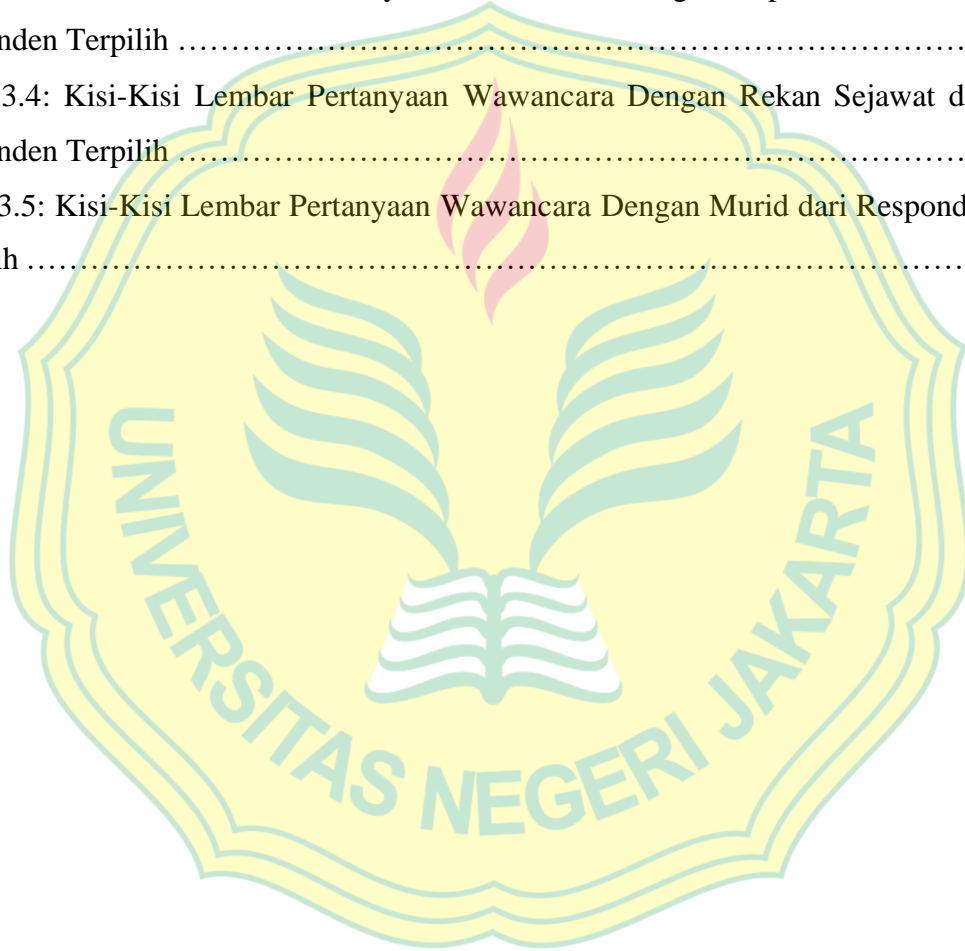 nden Terpilih ……………………………………………………………………………
3.4: Kisi-Kisi Lembar Pertanyaan Wawancara Dengan Rekan Sejawat d
nden Terpilih ……………………………………………………………………………
3.5: Kisi-Kisi Lembar Pertanyaan Wawancara Dengan Murid dari Respond
ih …………………………………………………………………………………………
UNIVERSITAS NEGERI JAKARTA